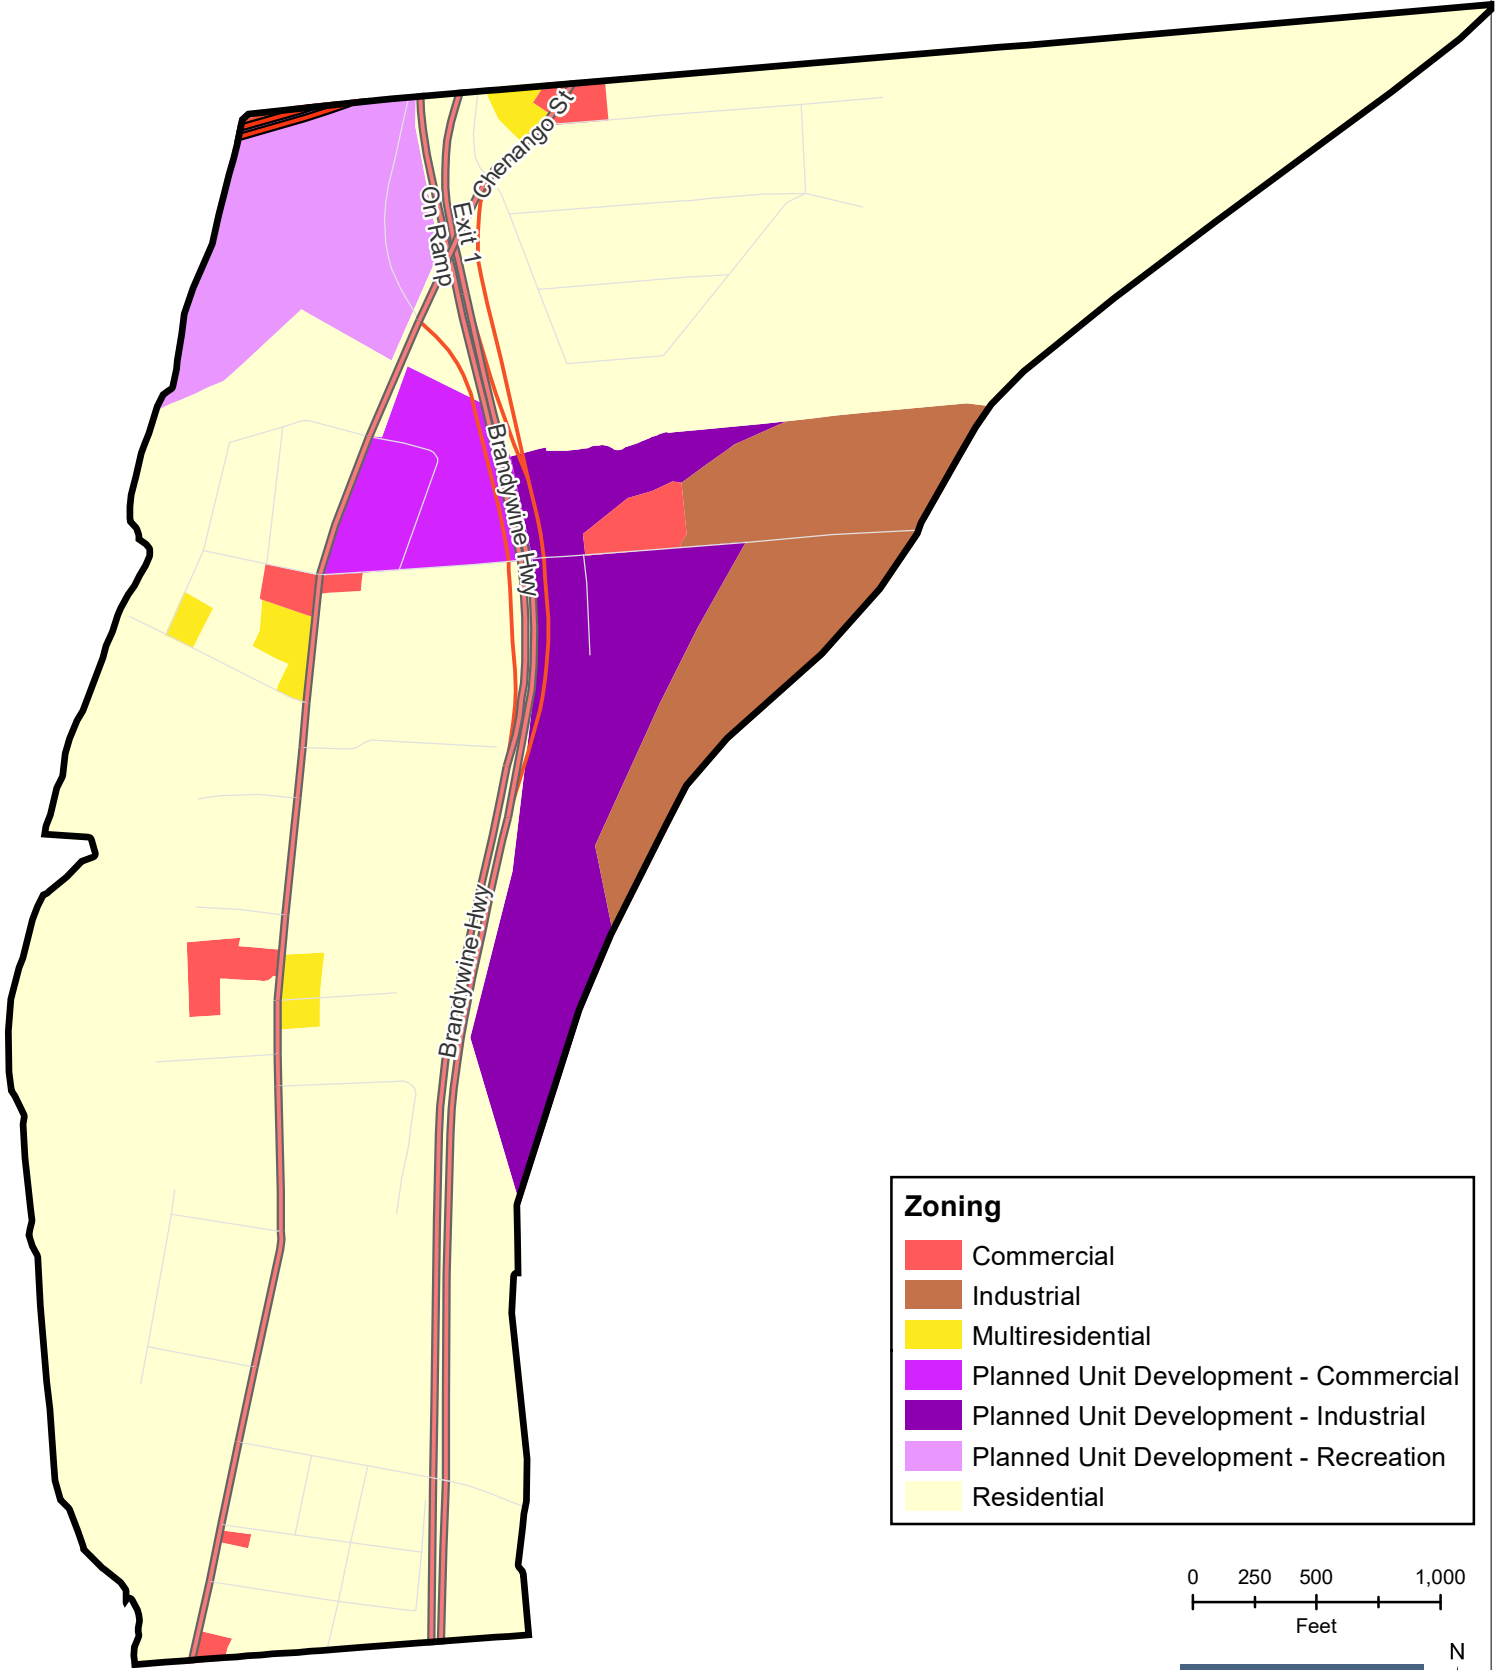 Chenango St
On Ramp
Exit 1
Brandywine Hwy
Brandywine Hwy
Zoning
Commercial
Industrial
Multiresidential
Planned Unit Development - Commercial
Planned Unit Development - Industrial
Planned Unit Development - Recreation
Residential
0 250 500 1,000
Feet
N